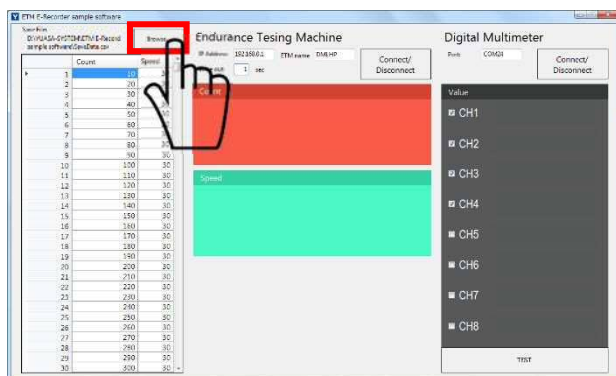 ETM E-Recorder sample software
Save Files
D:\YUASA-SYSTEM\ETM\E-Record
sample software\SaveData.csv
Browse
Count Speed
1 10 30
2 20
3 30
4 40
5 50
6 60
7 70
8 80
9 90 30
10 100 30
11 110 30
12 120 30
13 130 30
14 140 30
15 150 30
16 160 30
17 170 30
18 180 30
19 190 30
20 200 30
21 210 30
22 220 30
23 230 30
24 240 30
25 250 30
26 260 30
27 270 30
28 280 30
29 290 30
30 300 30
Endurance Tesing Machine
IP Address 192.168.0.1 ETM name DMLHP
1 sec
Connect/
Disconnect
Count
Speed
Digital Multimeter
Port COM24
Connect/
Disconnect
Value
CH1
CH2
CH3
CH4
CH5
CH6
CH7
CH8
TEST